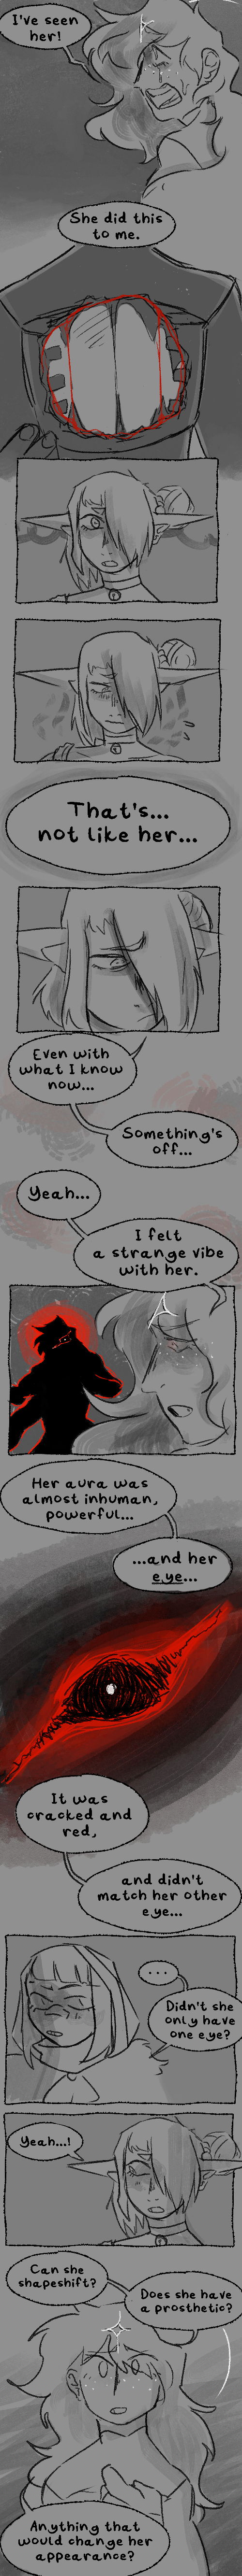 I've seen
her!
She did this
to me.
That's...
not like her...
Even with
what I know
now...
Something's
off...
Yeah...
I felt
a strange vibe
with her.
Her aura was
almost inhuman,
powerful...
...and her
eye...
It was
cracked and
red,
and didn't
match her other
eye...
...
Didn't she
only have
one eye?
Yeah...!
Can she
shapeshift?
Does she have
a prosthetic?
Anything that
would change her
appearance?